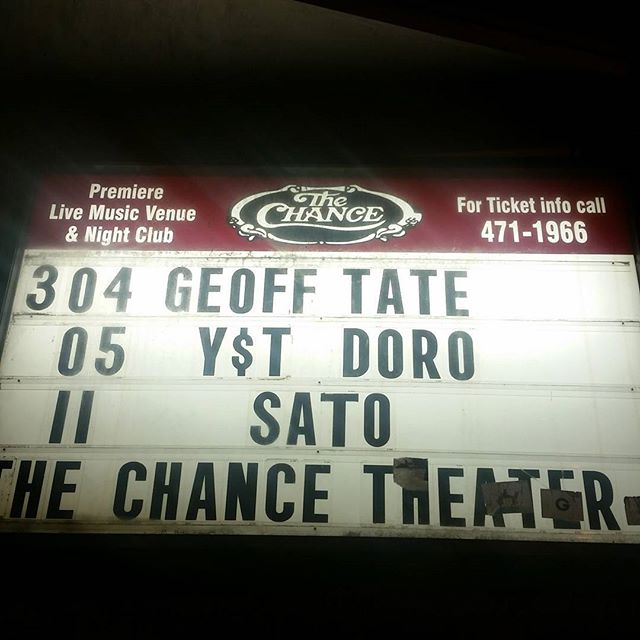 Premiere
Live Music Venue
& Night Club
The
CHANCE
For Ticket info call
471-1966
304 GEOFF TATE
05 Y$T DORO
11 SATO
THE CHANCE THEATER
G